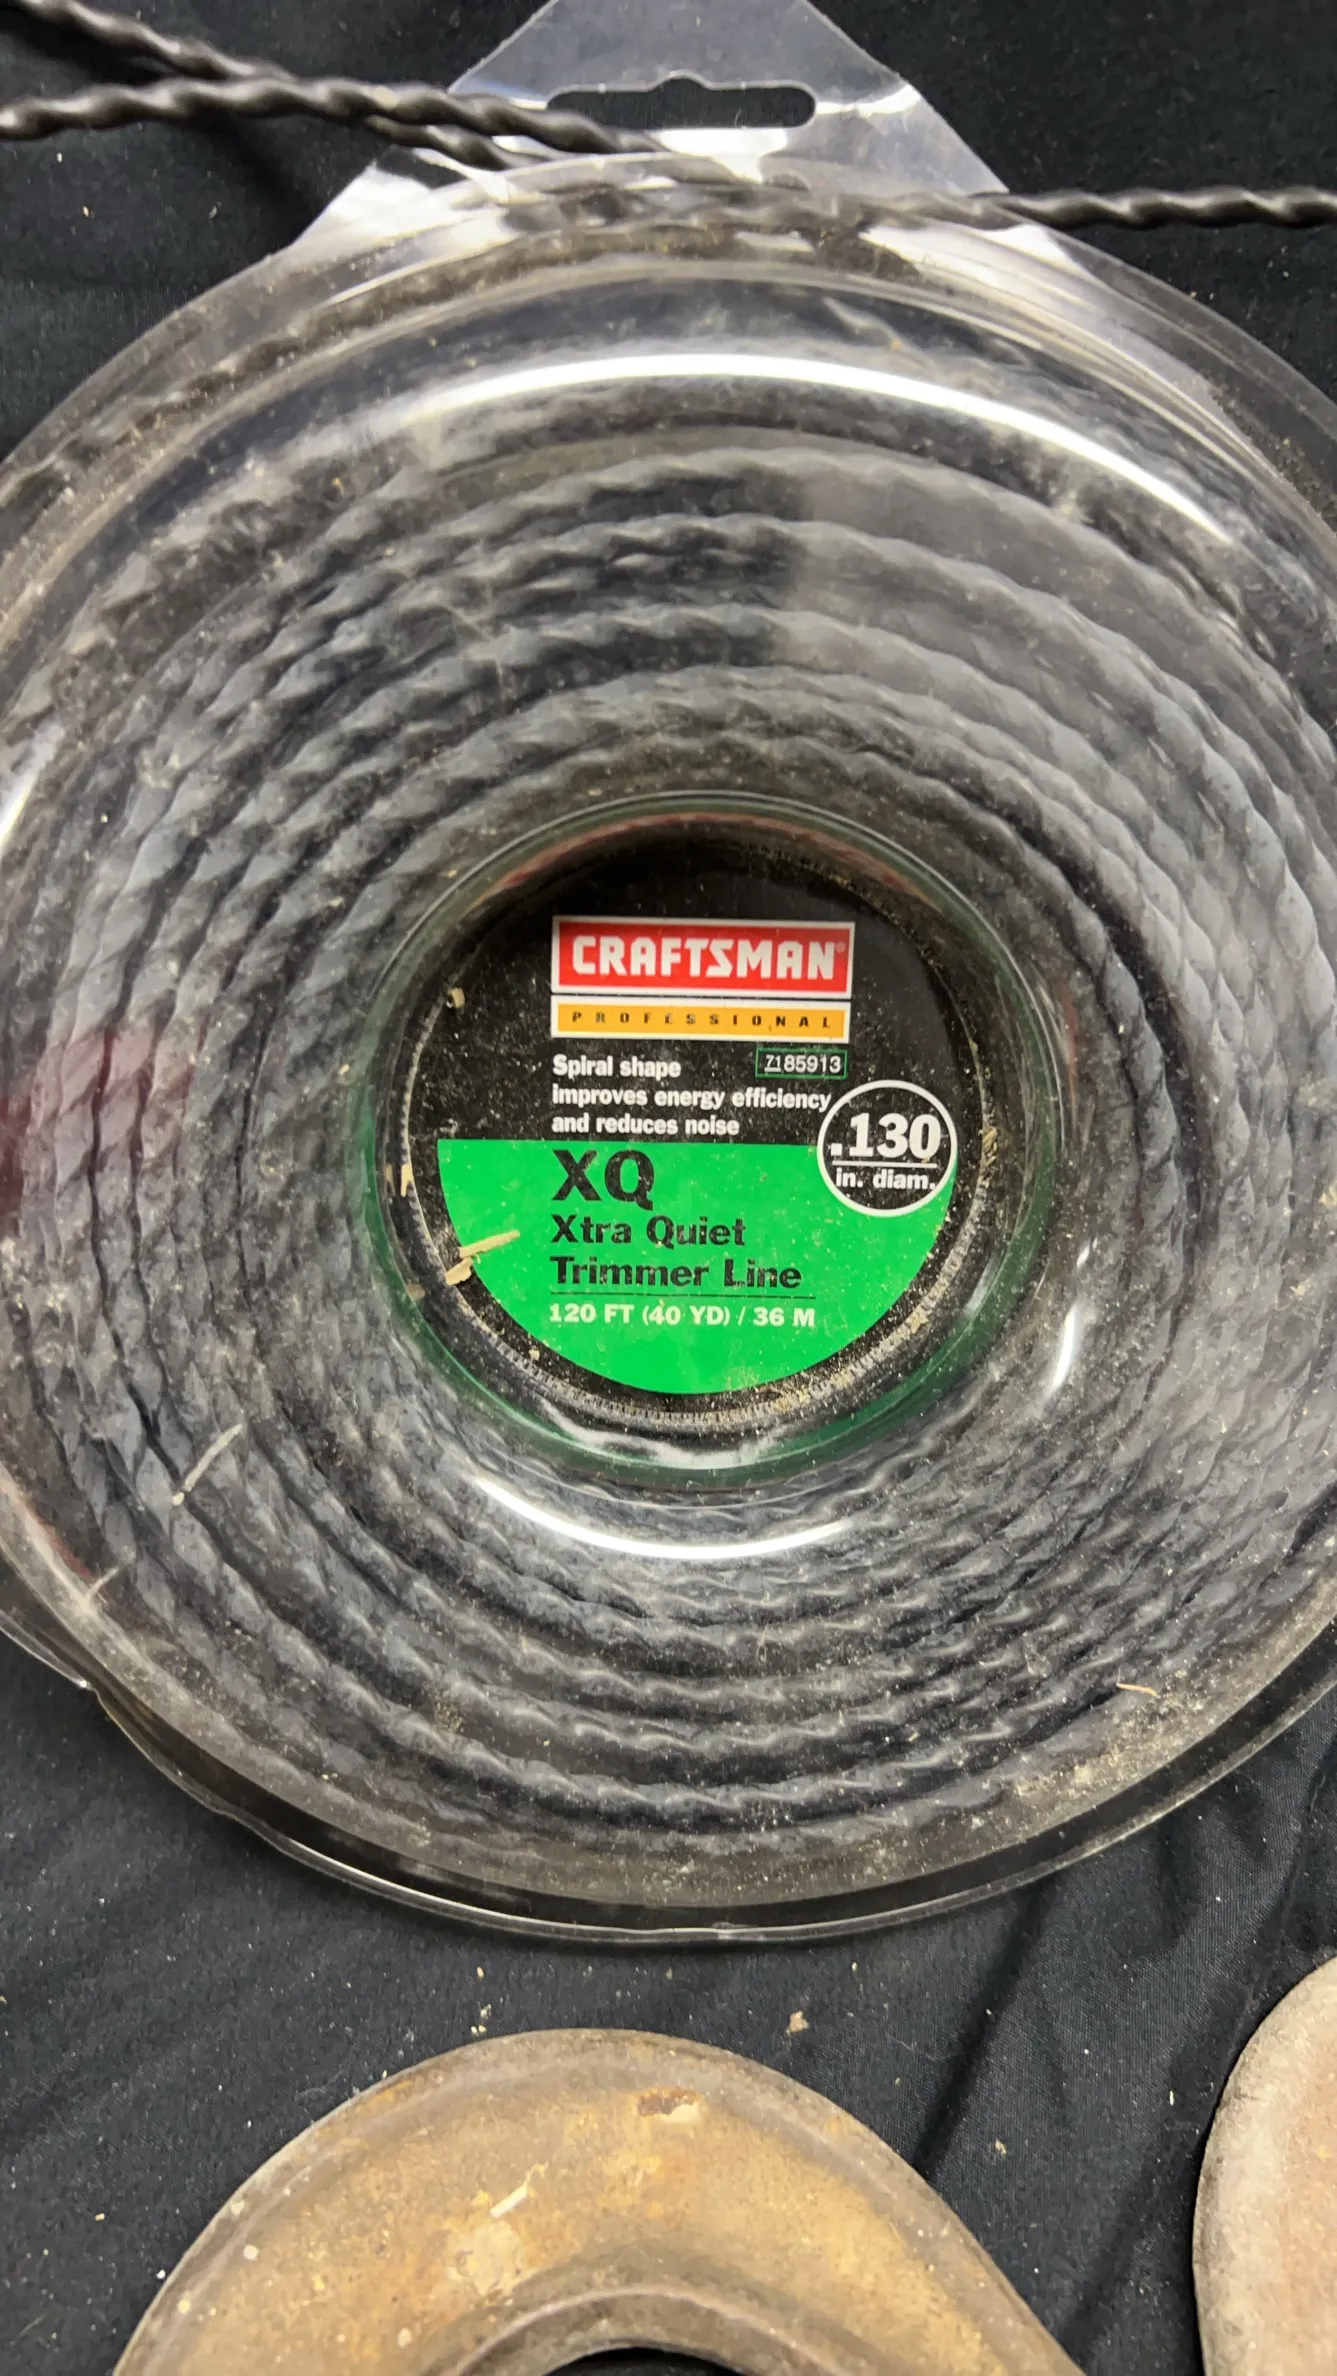 CRAFTSMAN®
PROFESSIONAL
Spiral shape
7185913
improves energy efficiency
and reduces noise
.130
in. diam.
XQ
Xtra Quiet
Trimmer Line
120 FT (40 YD) / 36 M